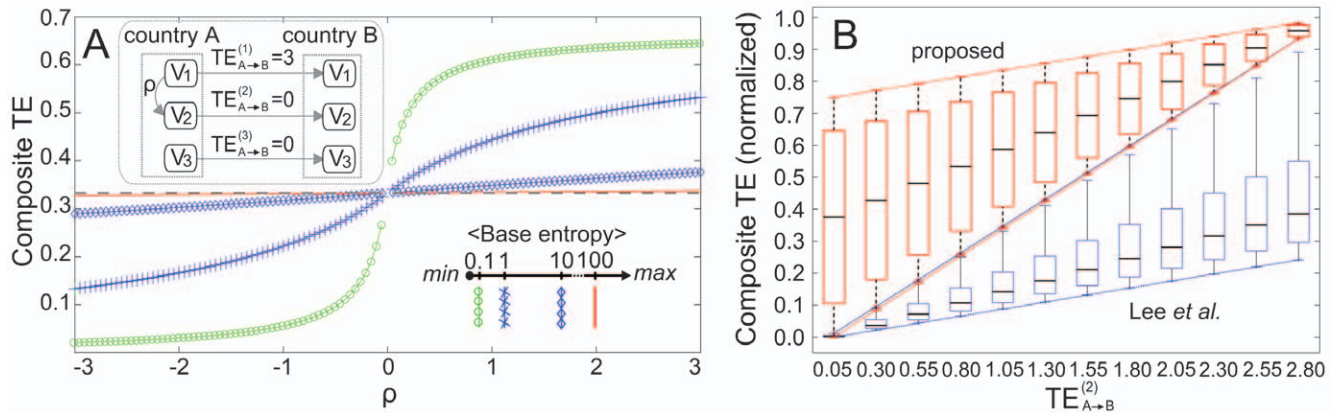 A
country A
country B
V1
TE(1)A→B=3
V1
ρ
V2
TE(2)A→B=0
V2
V3
TE(3)A→B=0
V3
Composite TE
0.6
0.5
0.4
0.3
0.2
0.1
<Base entropy>
0.1 1 10 100
min
max
-3 -2 -1 0 1 2 3
ρ
B
proposed
Lee et al.
Composite TE (normalized)
1.0
0.9
0.8
0.7
0.6
0.5
0.4
0.3
0.2
0.1
0.0
0.05 0.30 0.55 0.80 1.05 1.30 1.55 1.80 2.05 2.30 2.55 2.80
TE(2)A→B